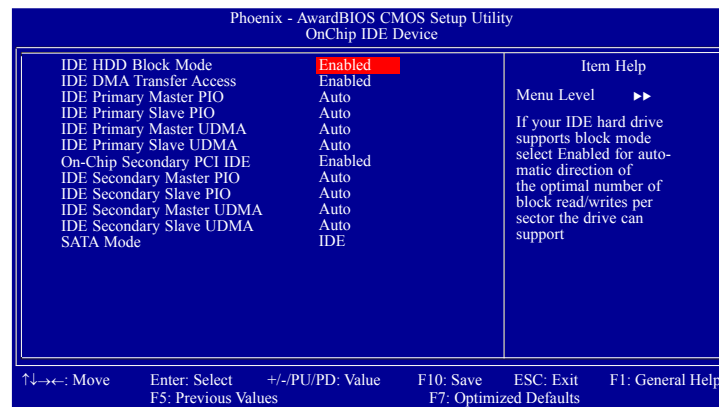 Phoenix - AwardBIOS CMOS Setup Utility
OnChip IDE Device
IDE HDD Block Mode Enabled
IDE DMA Transfer Access Enabled
IDE Primary Master PIO Auto
IDE Primary Slave PIO Auto
IDE Primary Master UDMA Auto
IDE Primary Slave UDMA Auto
On-Chip Secondary PCI IDE Enabled
IDE Secondary Master PIO Auto
IDE Secondary Slave PIO Auto
IDE Secondary Master UDMA Auto
IDE Secondary Slave UDMA Auto
SATA Mode IDE
Item Help
Menu Level ▶▶
If your IDE hard drive
supports block mode
select Enabled for auto-
matic direction of
the optimal number of
block read/writes per
sector the drive can
support
↑↓→←: Move Enter: Select +/-/PU/PD: Value F10: Save ESC: Exit F1: General Help
F5: Previous Values F7: Optimized Defaults